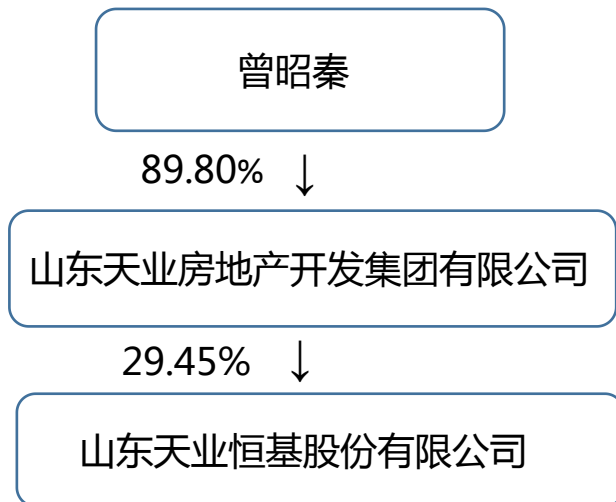 曾昭秦
89.80% ↓
山东天业房地产开发集团有限公司
29.45% ↓
山东天业恒基股份有限公司